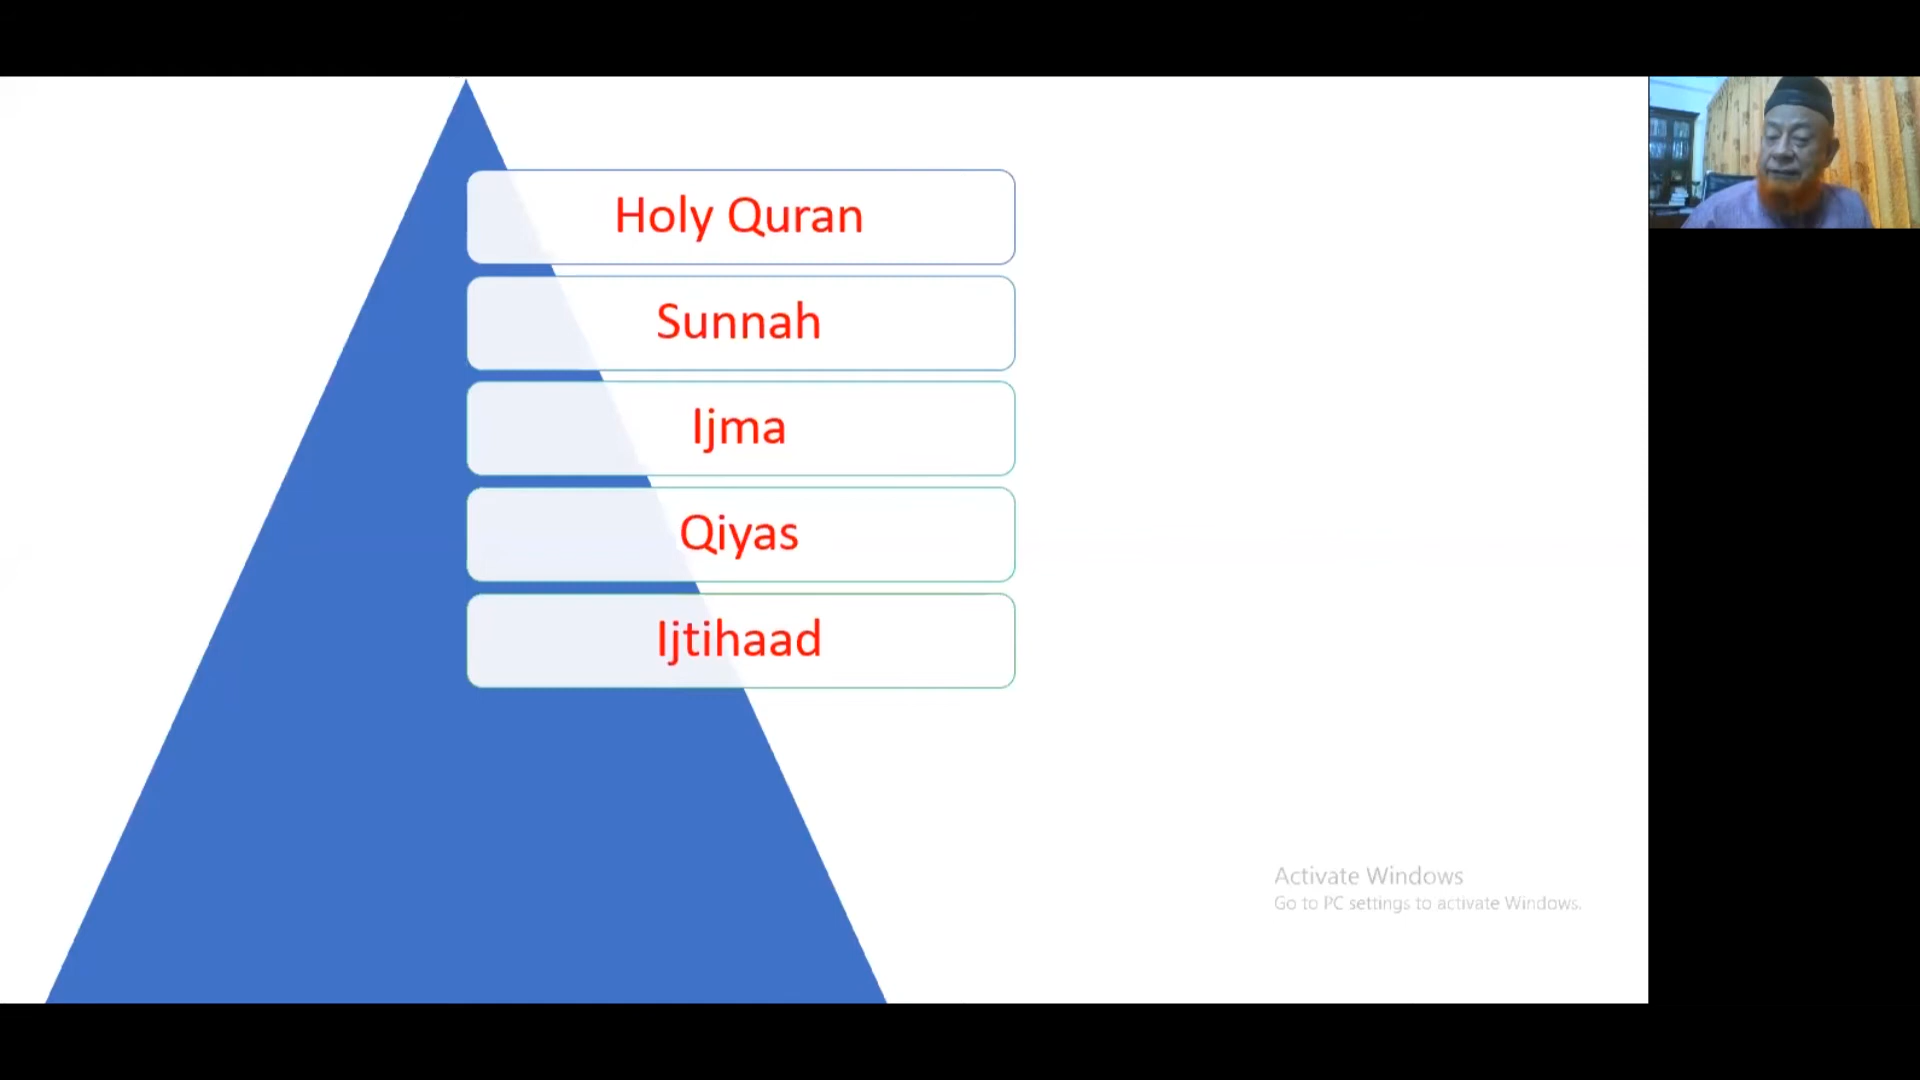 Holy Quran
Sunnah
Ijma
Qiyas
Ijtihaad
Activate Windows
Go to PC settings to activate Windows.